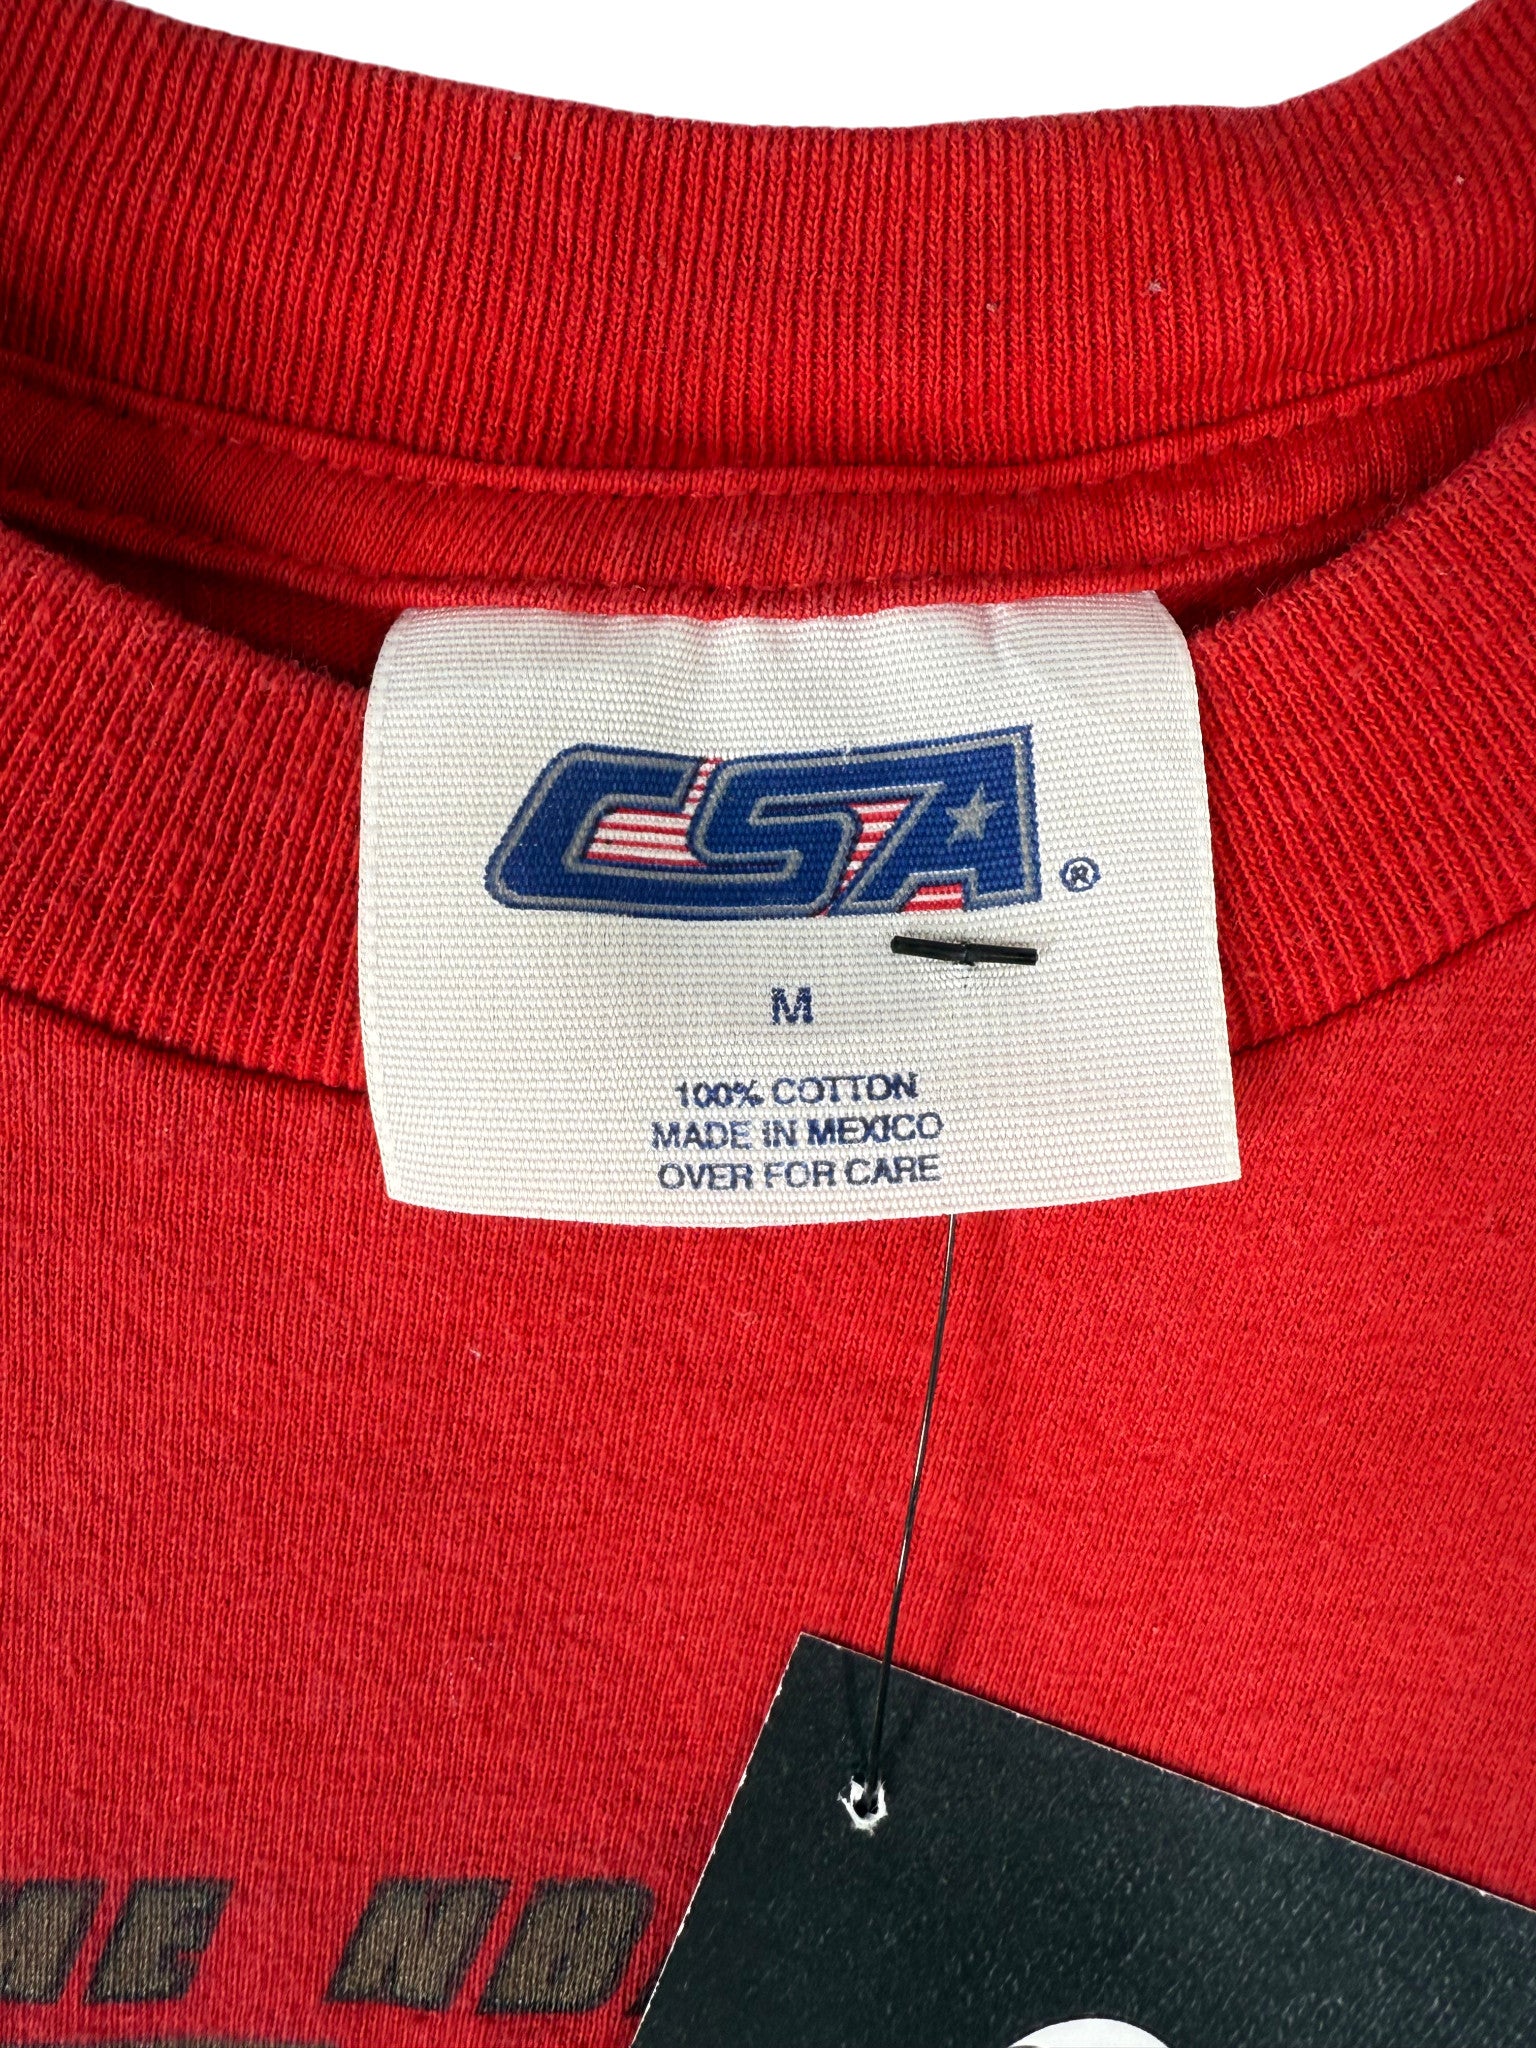 CSA ®
M
100% COTTON
MADE IN MEXICO
OVER FOR CARE